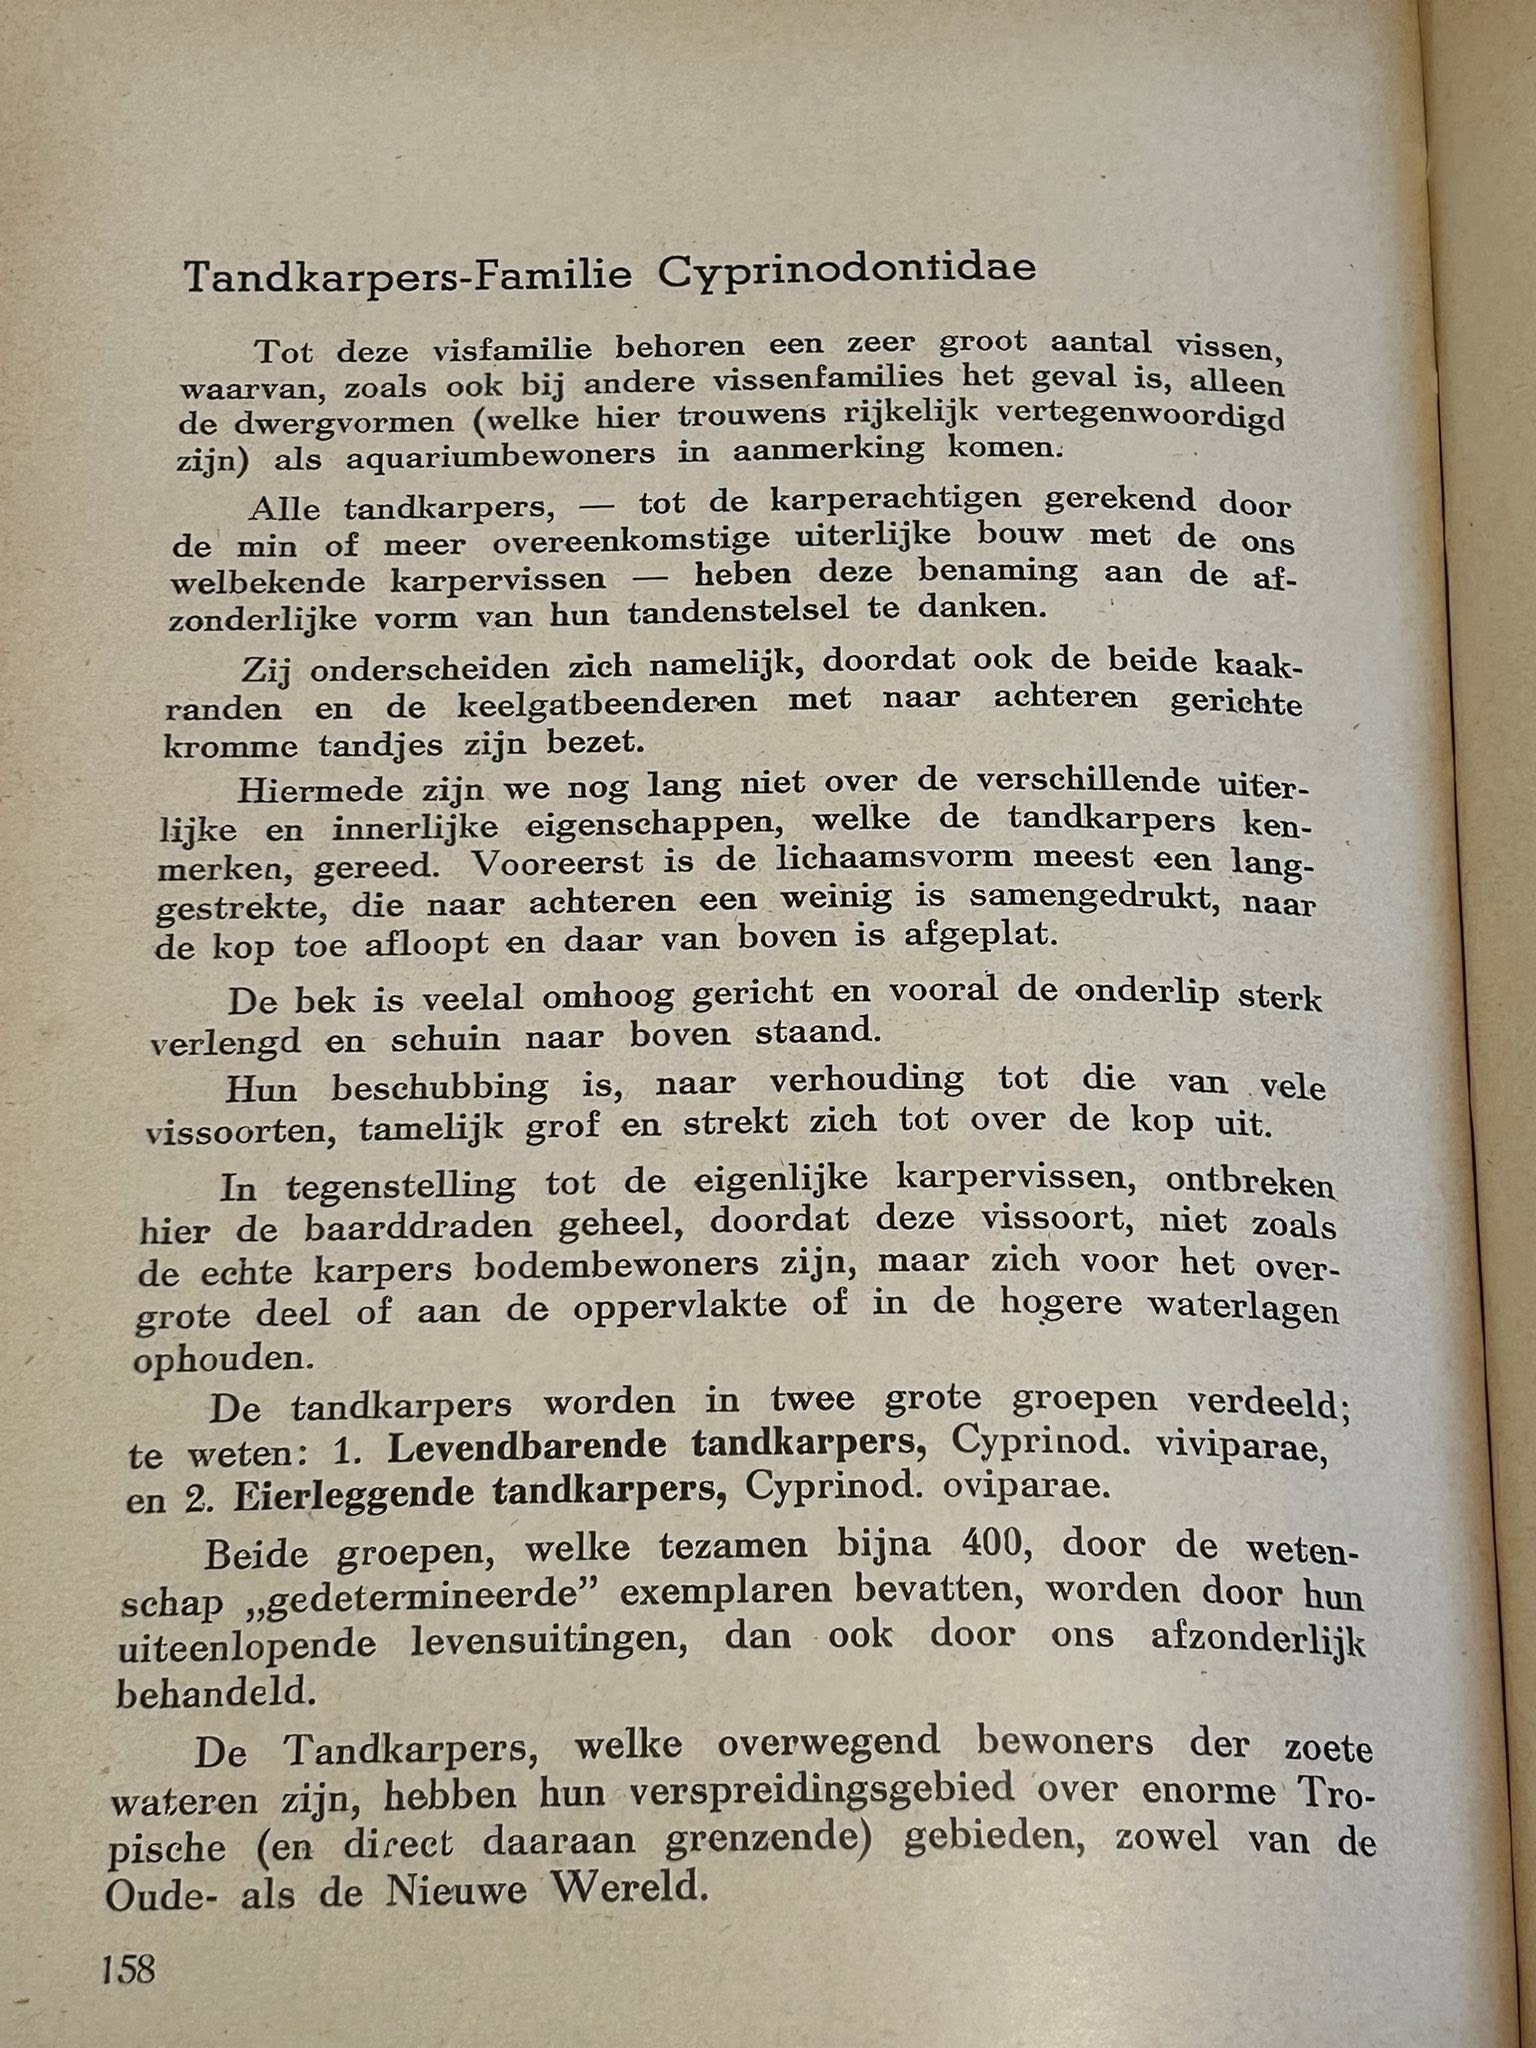 Tandkarpers-Familie Cyprinodontidae
Tot deze visfamilie behoren een zeer groot aantal vissen,
waarvan, zoals ook bij andere vissenfamilies het geval is, alleen
de dwergvormen (welke hier trouwens rijkelijk vertegenwoordigd
zijn) als aquariumbewoners in aanmerking komen.
Alle tandkarpers, — tot de karperachtigen gerekend door
de min of meer overeenkomstige uiterlijke bouw met de ons
welbekende karpervissen — heben deze benaming aan de af-
zonderlijke vorm van hun tandenstelsel te danken.
Zij onderscheiden zich namelijk, doordat ook de beide kaak-
randen en de keelgatbeenderen met naar achteren gerichte
kromme tandjes zijn bezet.
Hiermede zijn we nog lang niet over de verschillende uiter-
lijke en innerlijke eigenschappen, welke de tandkarpers ken-
merken, gereed. Vooreerst is de lichaamsvorm meest een lang-
gestrekte, die naar achteren een weinig is samengedrukt, naar
de kop toe afloopt en daar van boven is afgeplat.
De bek is veelal omhoog gericht en vooral de onderlip sterk
verlengd en schuin naar boven staand.
Hun beschubbing is, naar verhouding tot die van vele
vissoorten, tamelijk grof en strekt zich tot over de kop uit.
In tegenstelling tot de eigenlijke karpervissen, ontbreken
hier de baarddraden geheel, doordat deze vissoort, niet zoals
de echte karpers bodembewoners zijn, maar zich voor het over-
grote deel of aan de oppervlakte of in de hogere waterlagen
ophouden.
De tandkarpers worden in twee grote groepen verdeeld;
te weten: 1. Levendbarende tandkarpers, Cyprinod. viviparae,
en 2. Eierleggende tandkarpers, Cyprinod. oviparae.
Beide groepen, welke tezamen bijna 400, door de weten-
schap „gedetermineerde” exemplaren bevatten, worden door hun
uiteenlopende levensuitingen, dan ook door ons afzonderlijk
behandeld.
De Tandkarpers, welke overwegend bewoners der zoete
wateren zijn, hebben hun verspreidingsgebied over enorme Tro-
pische (en direct daaraan grenzende) gebieden, zowel van de
Oude- als de Nieuwe Wereld.
158